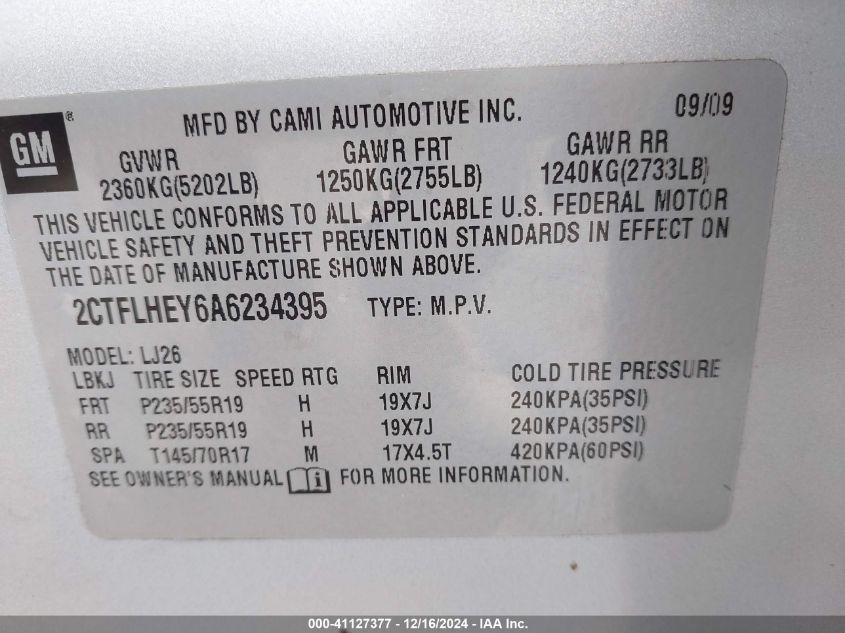 GM®
MFD BY CAMI AUTOMOTIVE INC. 09/09
GVWR GAWR FRT GAWR RR
2360KG(5202LB) 1250KG(2755LB) 1240KG(2733LB)
THIS VEHICLE CONFORMS TO ALL APPLICABLE U.S. FEDERAL MOTOR
VEHICLE SAFETY AND THEFT PREVENTION STANDARDS IN EFFECT ON
THE DATE OF MANUFACTURE SHOWN ABOVE.
2CTFLHEY6A6234395 TYPE: M.P.V.
MODEL: LJ26
LBKJ TIRE SIZE SPEED RTG RIM COLD TIRE PRESSURE
FRT P235/55R19 H 19X7J 240KPA(35PSI)
RR P235/55R19 H 19X7J 240KPA(35PSI)
SPA T145/70R17 M 17X4.5T 420KPA(60PSI)
SEE OWNER'S MANUAL i FOR MORE INFORMATION.
000-41127377 - 12/16/2024 - IAA Inc.